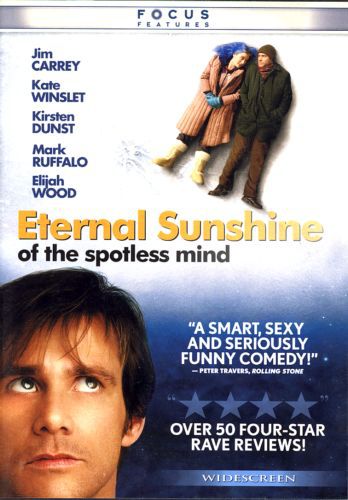 FOCUS
FEATURES
Jim
CARREY
Kate
WINSLET
Kirsten
DUNST
Mark
RUFFALO
Elijah
WOOD
Eternal Sunshine
of the spotless mind
"A SMART, SEXY
AND SERIOUSLY
FUNNY COMEDY!"
– PETER TRAVERS, ROLLING STONE
OVER 50 FOUR-STAR
RAVE REVIEWS!
WIDESCREEN